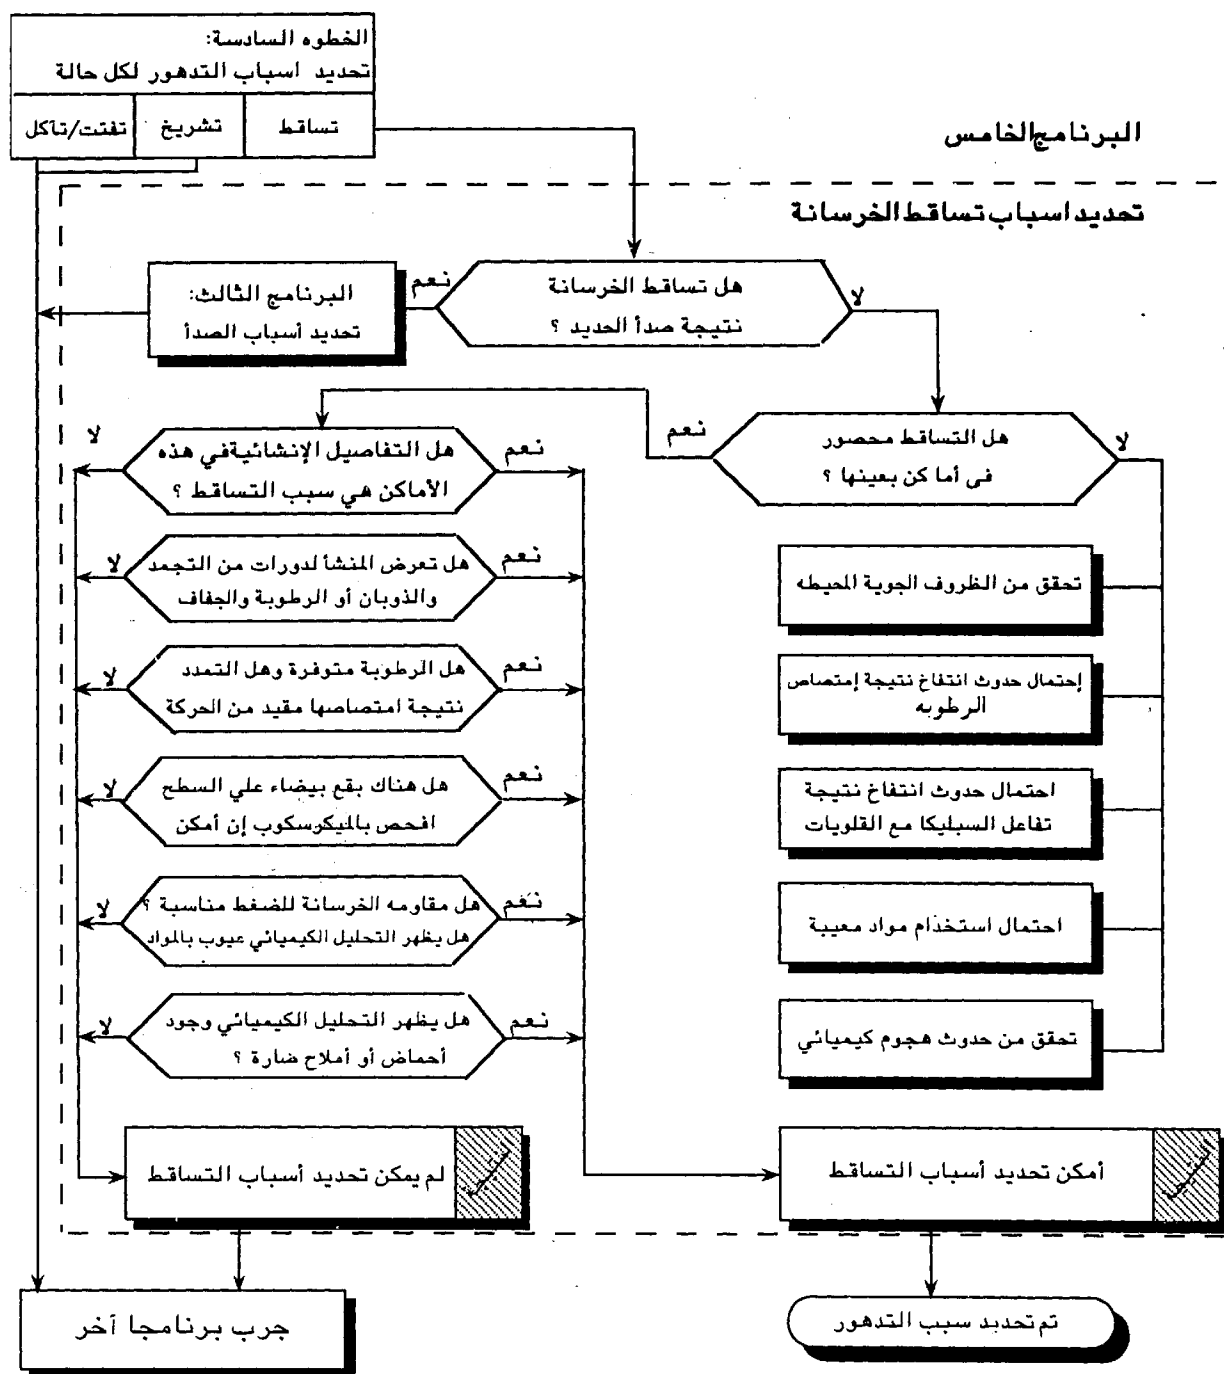 الخطوه السادسة:
تحديد اسباب التدهور لكل حالة
تساقط
تشريخ
تفتت/تآكل
البرنامج الخامس
تحديد اسباب تساقط الخرسانة
هل تساقط الخرسانة
نتيجة صدأ الحديد ؟
نعم
لا
البرنامج الثالث:
تحديد أسباب الصدأ
هل التساقط محصور
فى أما كن بعينها ؟
نعم
لا
تحقق من الظروف الجوية المحيطه
إحتمال حدوث انتفاخ نتيجة إمتصاص
الرطوبه
احتمال حدوث انتفاخ نتيجة
تفاعل السبليكا مع القلويات
احتمال استخدام مواد معيبة
تحقق من حدوث هجوم كيميائي
هل التفاصيل الإنشائية في هذه
الأماكن هي سبب التساقط ؟
نعم
لا
هل تعرض المنشأ لدورات من التجمد
والذوبان أو الرطوبة والجفاف
نعم
لا
هل الرطوبة متوفرة وهل التمدد
نتيجة امتصاصها مقيد من الحركة
نعم
لا
هل هناك بقع بيضاء علي السطح
افحص بالميكرسكوب إن أمكن
نعم
لا
هل مقاومه الخرسانة للضغط مناسبة ؟
هل يظهر التحليل الكيميائي عيوب بالمواد
نعم
لا
هل يظهر التحليل الكيميائي وجود
أحماض أو أملاح ضارة ؟
نعم
لا
أمكن تحديد أسباب التساقط
لم يمكن تحديد أسباب التساقط
تم تحديد سبب التدهور
جرب برنامجا آخر